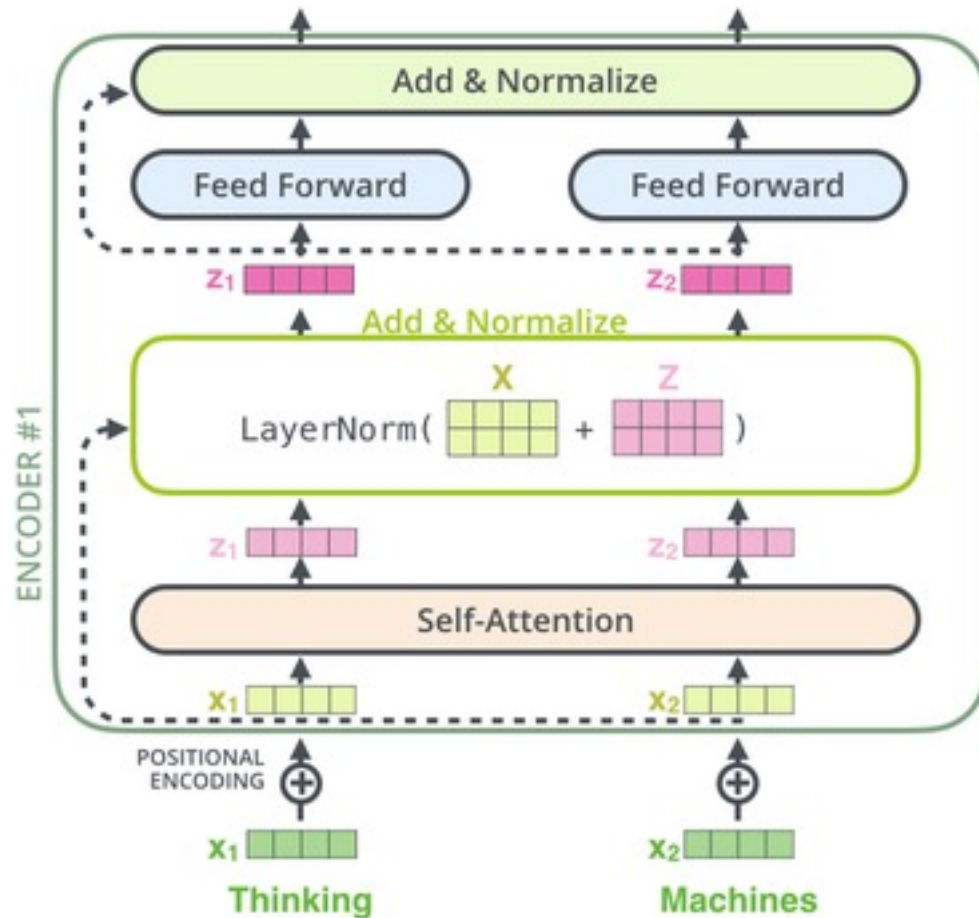 Add & Normalize
Feed Forward Feed Forward
z1 z2
Add & Normalize
X Z
LayerNorm( + )
ENCODER #1
z1 z2
Self-Attention
x1 x2
POSITIONAL
ENCODING
+ +
x1 x2
Thinking Machines